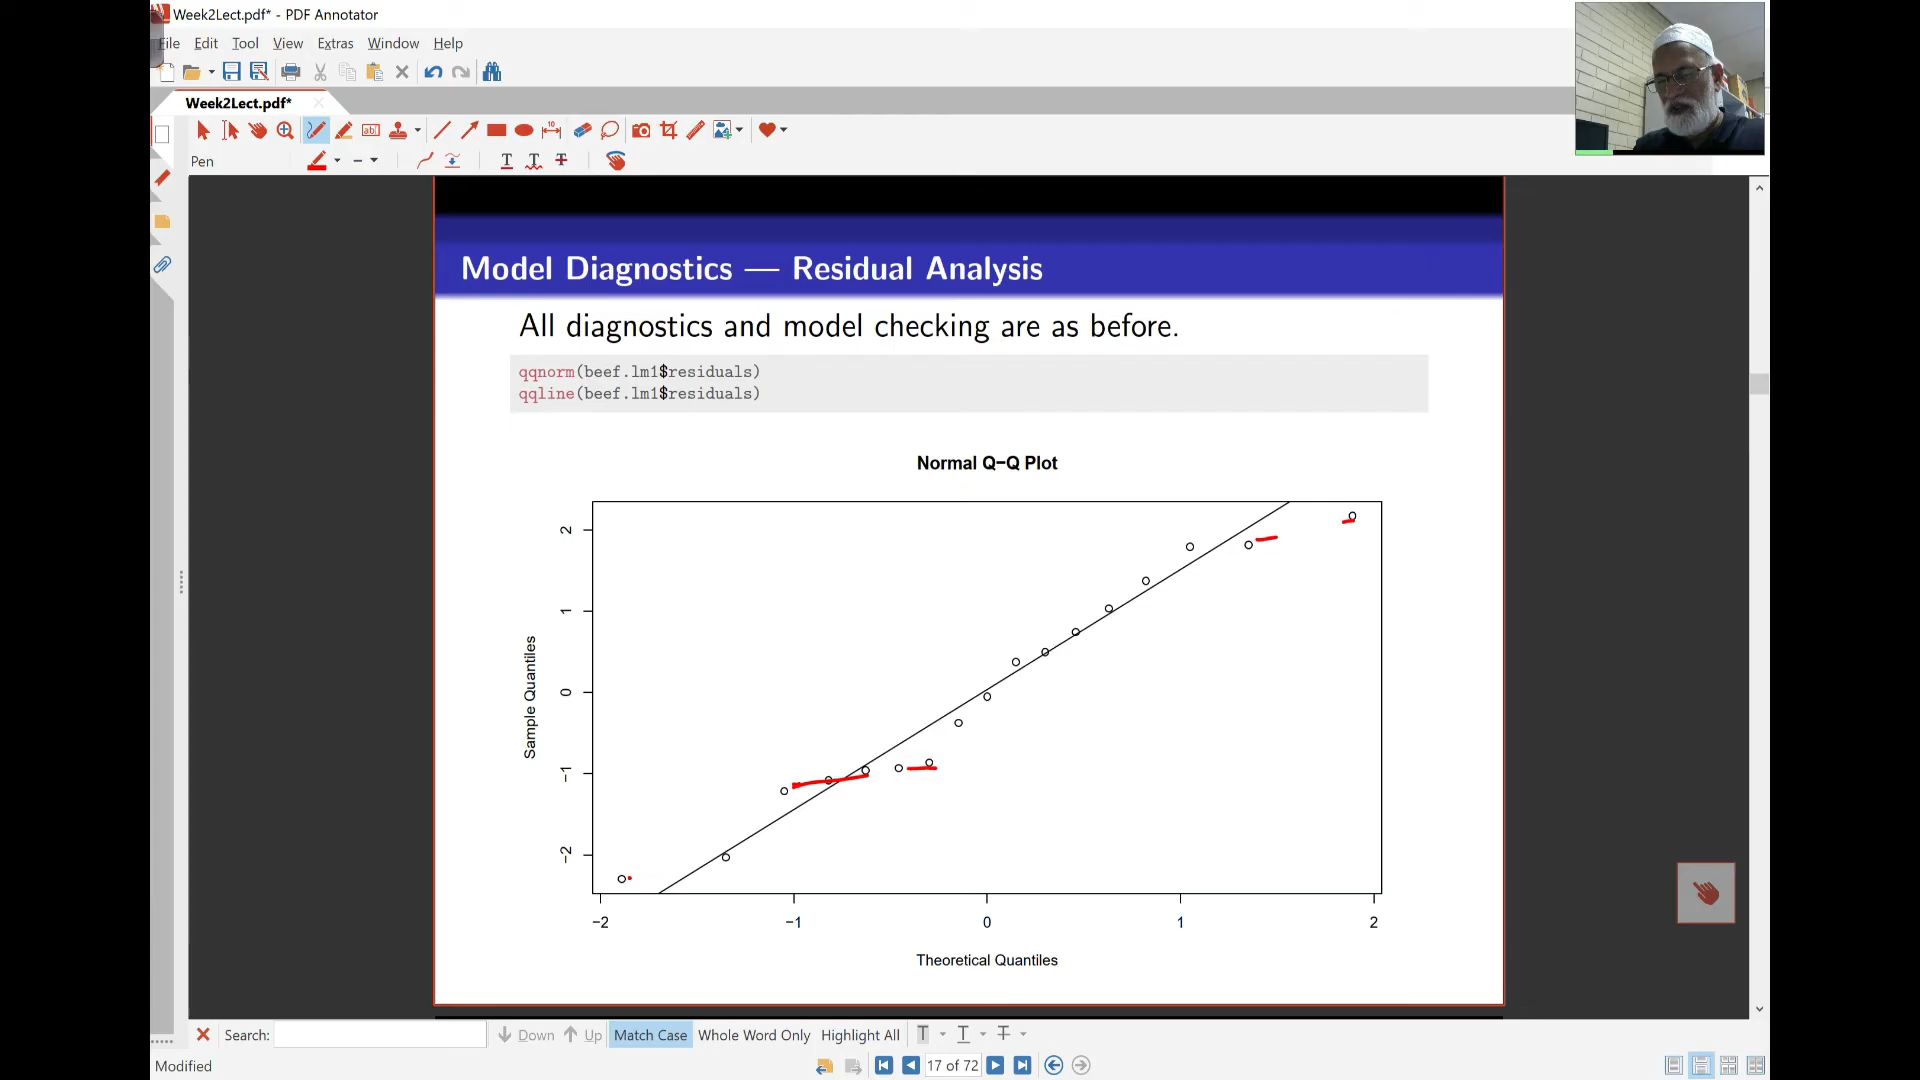 Week2Lect.pdf* - PDF Annotator
File Edit Tool View Extras Window Help
Week2Lect.pdf*
Pen
Model Diagnostics — Residual Analysis
All diagnostics and model checking are as before.
qqnorm(beef.lm1$residuals)
qqline(beef.lm1$residuals)
Normal Q−Q Plot
2
1
0
−1
−2
Sample Quantiles
−2 −1 0 1 2
Theoretical Quantiles
Search: Down Up Match Case Whole Word Only Highlight All
Modified 17 of 72